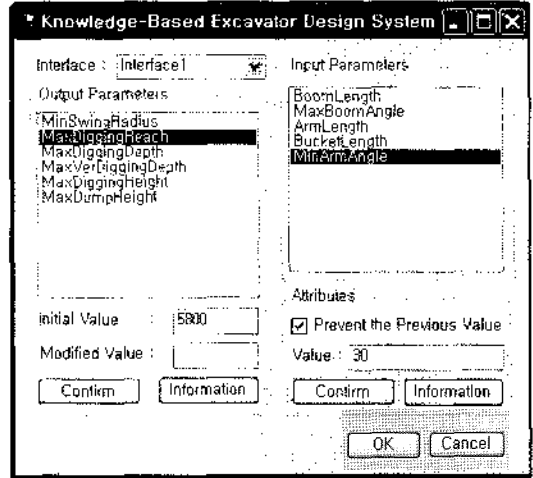 Knowledge-Based Excavator Design System
Interface : Interface1
Output Parameters
MinSwingRadius
MaxDiggingReach
MaxDiggingDepth
MaxVerDiggingDepth
MaxDiggingHeight
MaxDumpHeight
Initial Value : 5800
Modified Value :
Confirm Information
Input Parameters
BoomLength
MaxBoomAngle
ArmLength
BucketLength
MinArmAngle
Attributes
Prevent the Previous Value
Value : 30
Confirm Information
OK Cancel